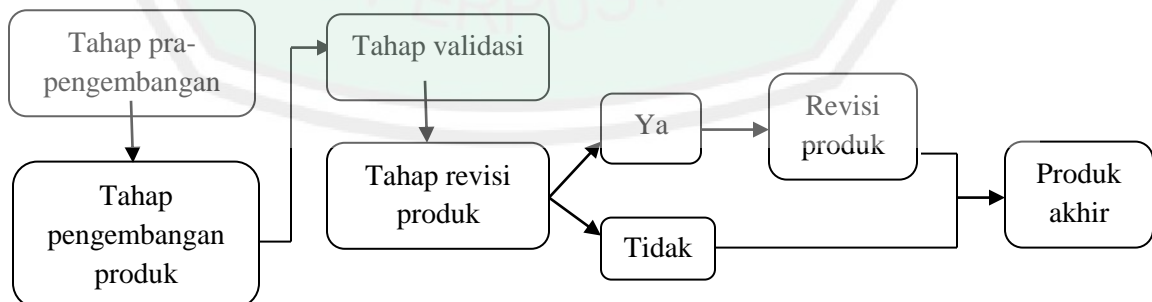 Tahap pra-
pengembangan
Tahap
pengembangan
produk
Tahap validasi
Tahap revisi
produk
Ya
Tidak
Revisi
produk
Produk
akhir